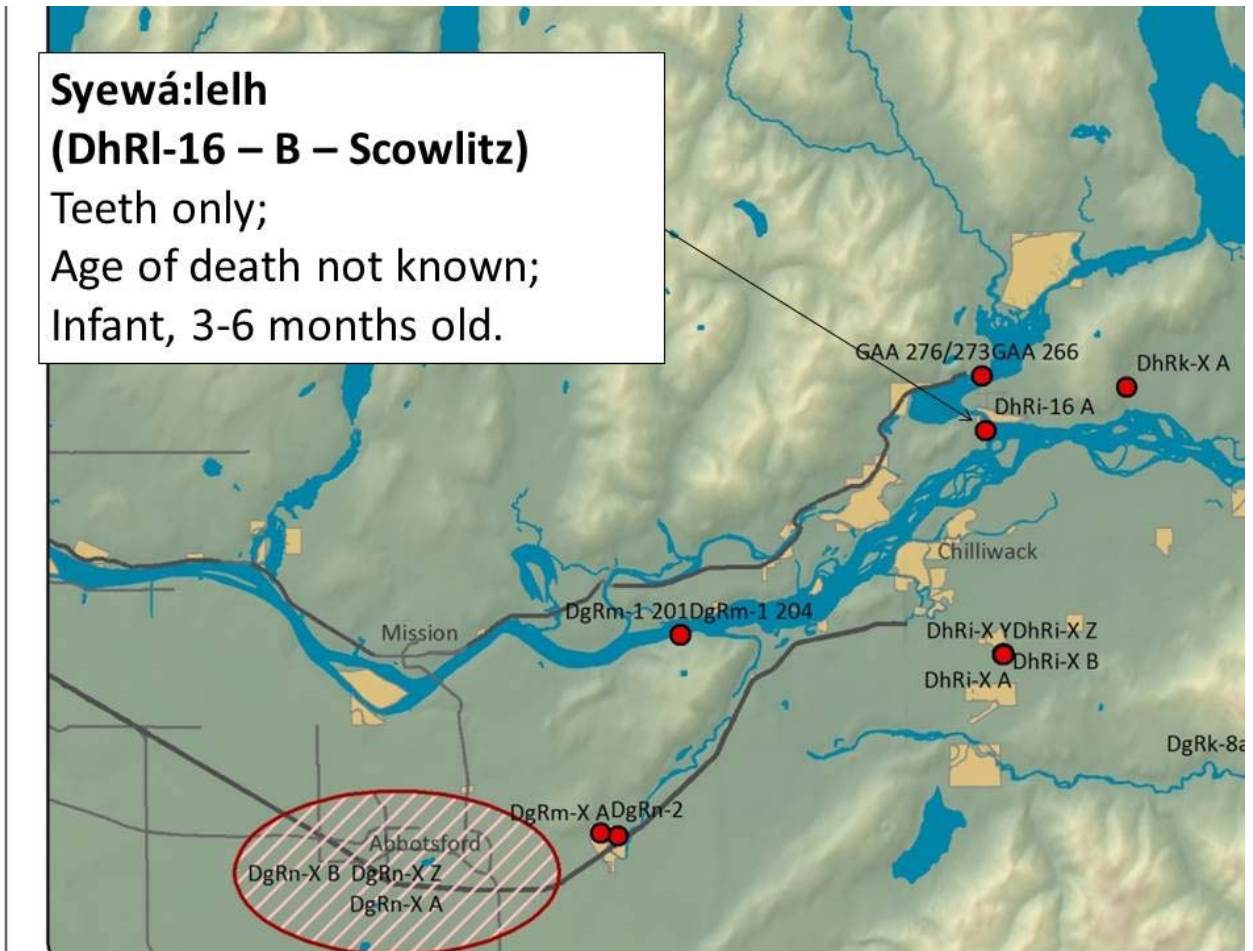 Syewá:lelh
(DhRl-16 – B – Scowlitz)
Teeth only;
Age of death not known;
Infant, 3-6 months old.
GAA 276/273GAA 266
DhRk-X A
DhRi-16 A
Chilliwack
DgRm-1 201DgRm-1 204
Mission
DhRi-X YDhRi-X Z
DhRi-X B
DhRi-X A
DgRk-8a
DgRm-X ADgRn-2
Abbotsford
DgRn-X B DgRn-X Z
DgRn-X A